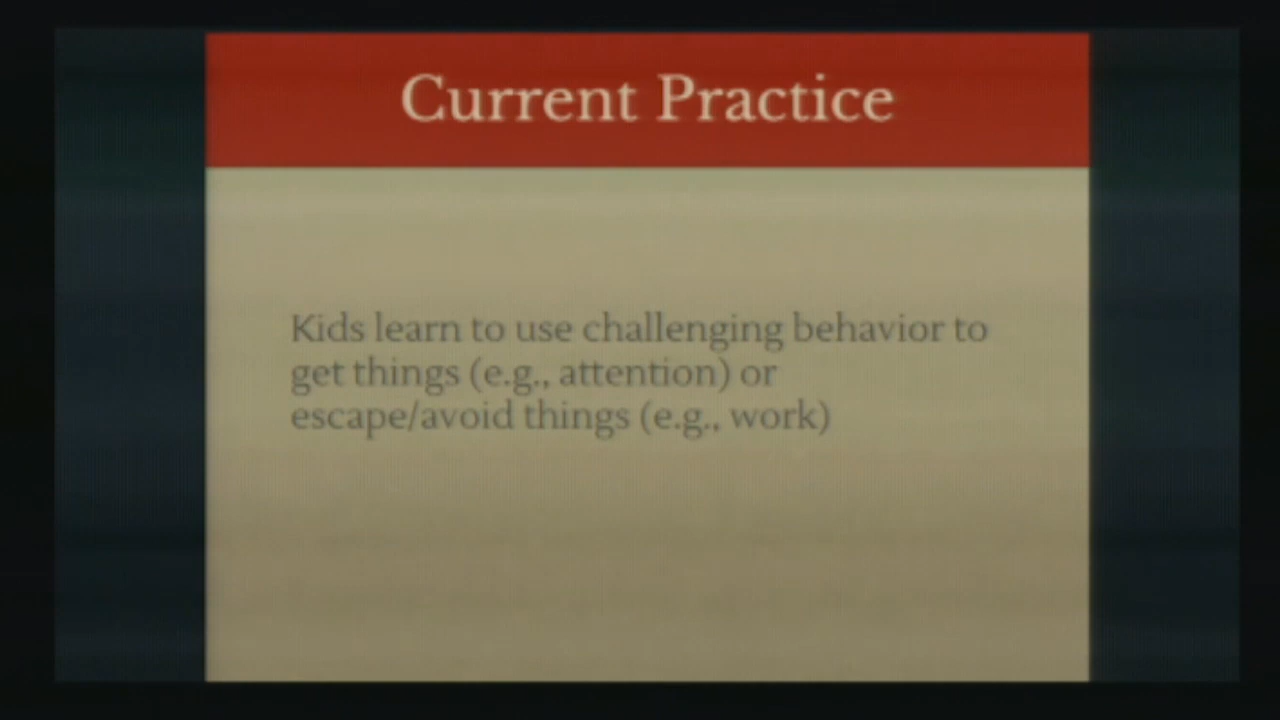 Current Practice
Kids learn to use challenging behavior to
get things (e.g., attention) or
escape/avoid things (e.g., work)